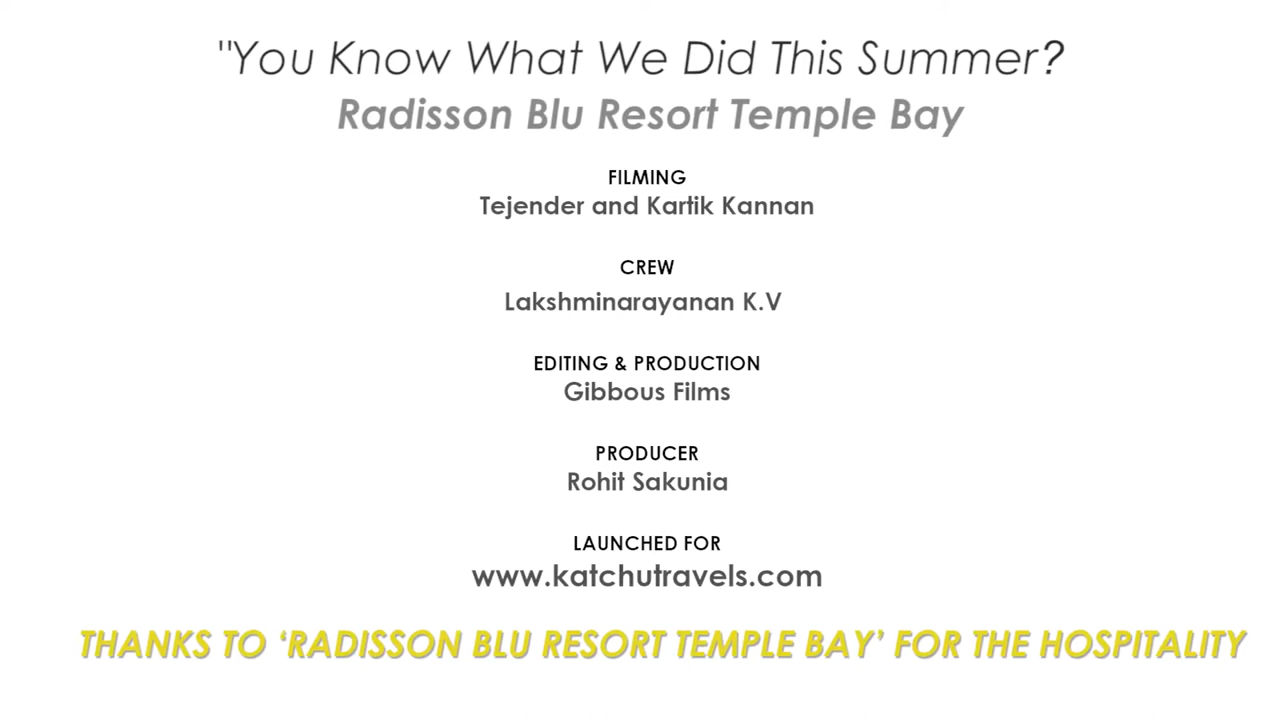 "You Know What We Did This Summer?
Radisson Blu Resort Temple Bay
FILMING
Tejender and Kartik Kannan
CREW
Lakshminarayanan K.V
EDITING & PRODUCTION
Gibbous Films
PRODUCER
Rohit Sakunia
LAUNCHED FOR
www.katchutravels.com
THANKS TO ‘RADISSON BLU RESORT TEMPLE BAY’ FOR THE HOSPITALITY